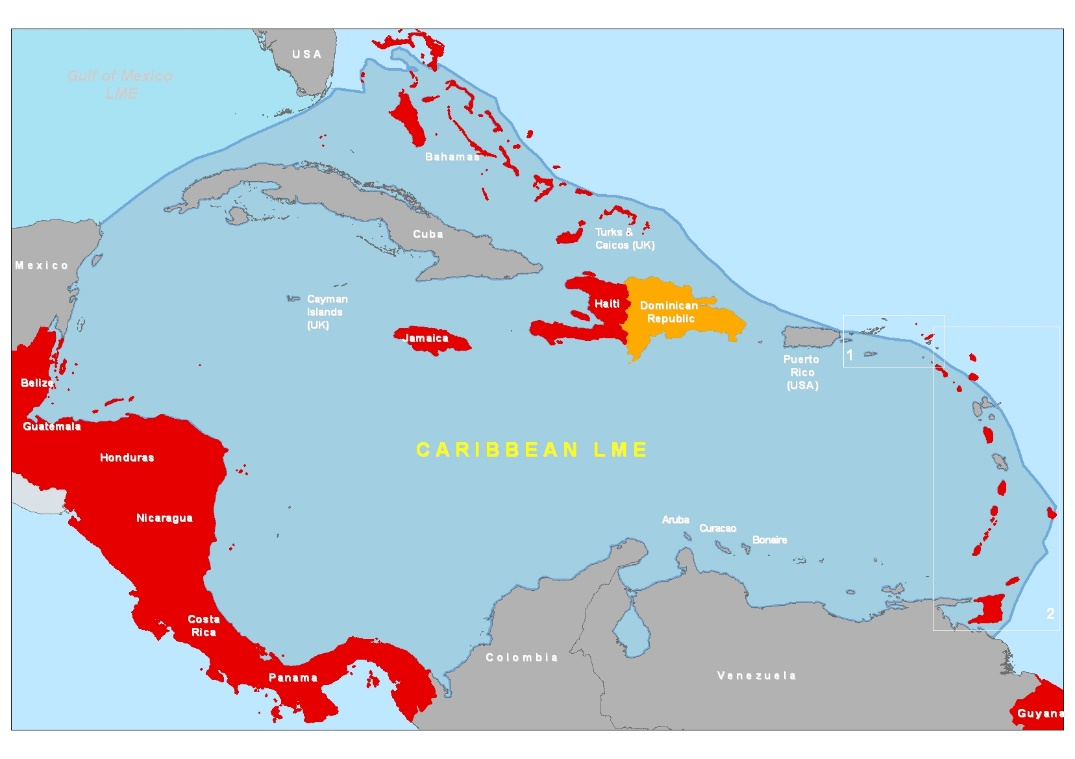 USA
Gulf of Mexico
LME
Bahamas
Cuba
Turks &
Caicos (UK)
Mexico
Cayman
Islands
(UK)
Haiti
Dominican
Republic
Jamaica
Puerto
Rico
(USA)
1
Belize
Guatemala
Honduras
CARIBBEAN LME
Nicaragua
Aruba
Curacao
Bonaire
Costa
Rica
2
Colombia
Panama
Venezuela
Guyana